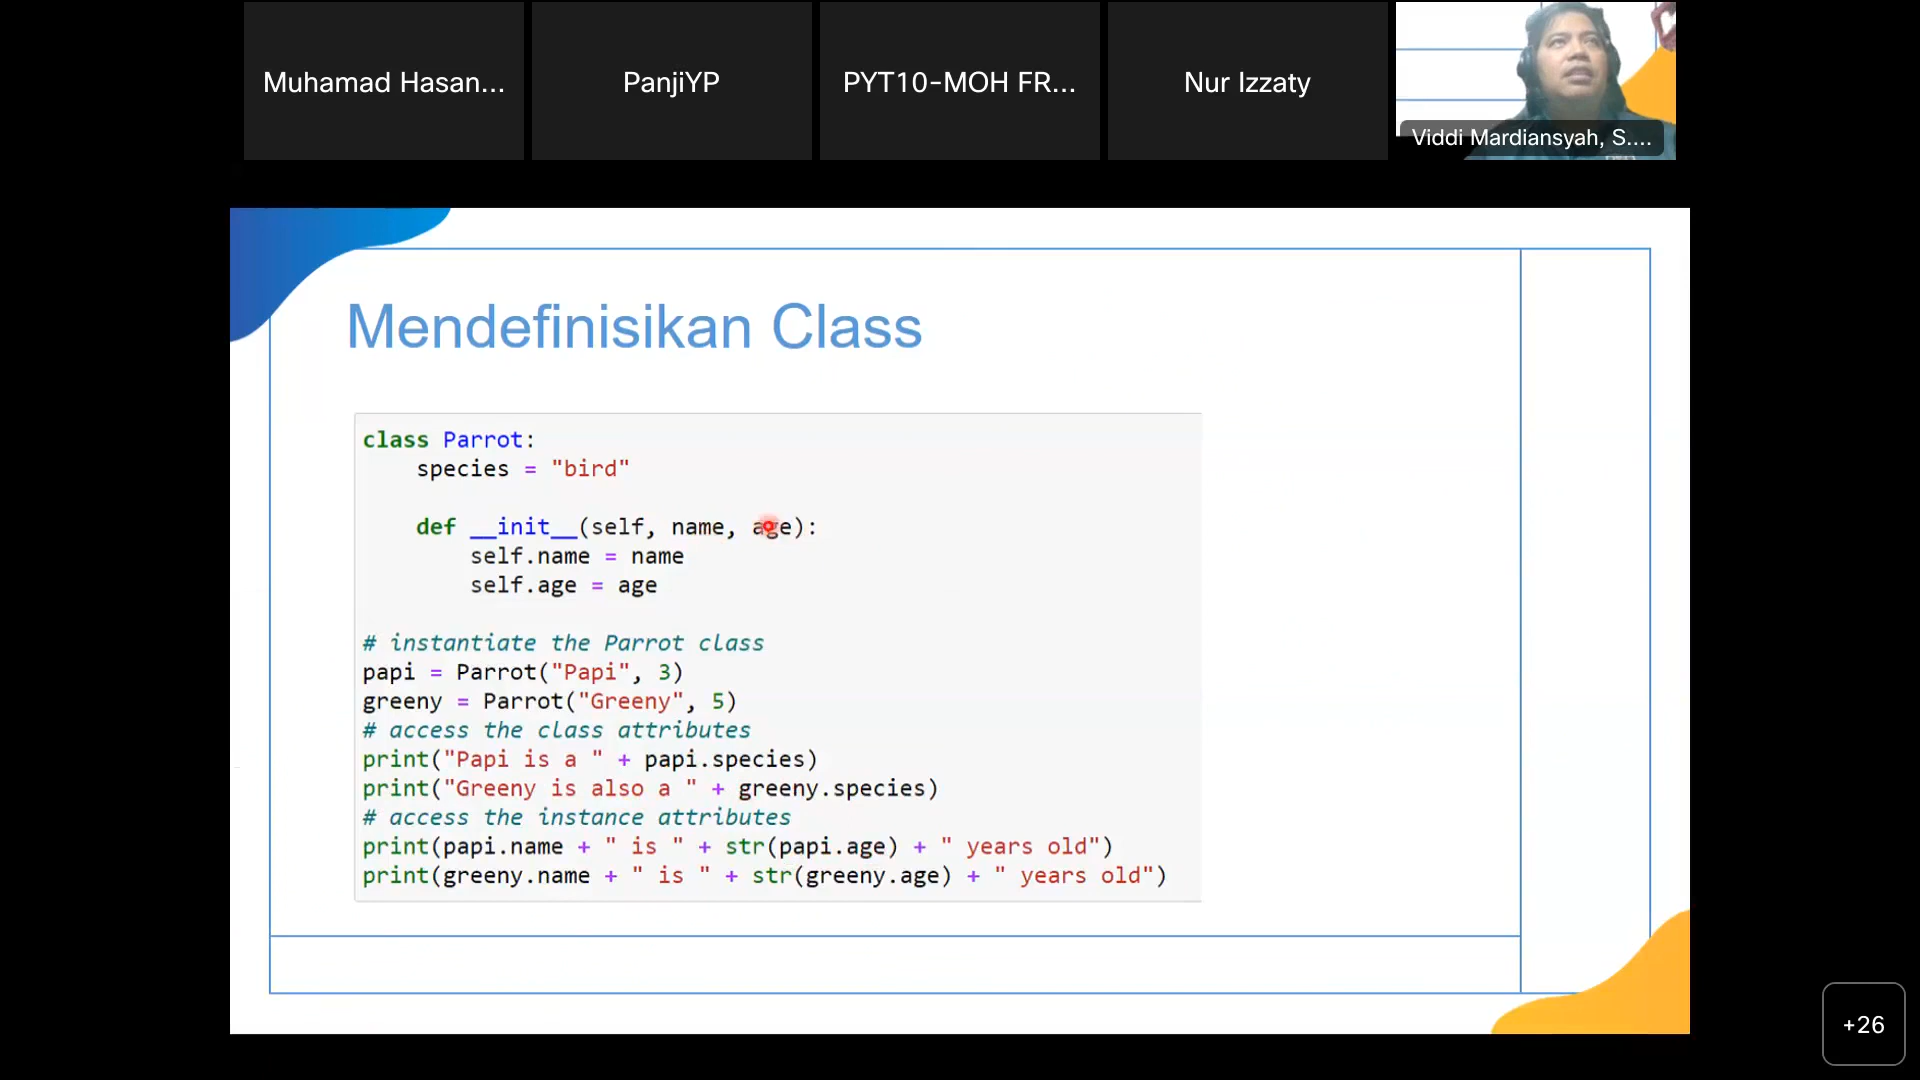 Muhamad Hasan...
PanjiYP
PYT10-MOH FR...
Nur Izzaty
Viddi Mardiansyah, S....
Mendefinisikan Class
class Parrot:
    species = "bird"
    def __init__(self, name, age):
        self.name = name
        self.age = age
# instantiate the Parrot class
papi = Parrot("Papi", 3)
greeny = Parrot("Greeny", 5)
# access the class attributes
print("Papi is a " + papi.species)
print("Greeny is also a " + greeny.species)
# access the instance attributes
print(papi.name + " is " + str(papi.age) + " years old")
print(greeny.name + " is " + str(greeny.age) + " years old")
+26